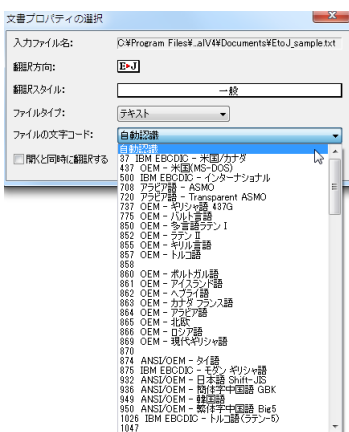 文書プロパティの選択
入力ファイル名: C:¥Program Files¥..alV4¥Documents¥EtoJ_sample.txt
翻訳方向: E▸J
翻訳スタイル: 一般
ファイルタイプ: テキスト
ファイルの文字コード: 自動認識
開くと同時に翻訳する
自動認識
37 IBM EBCDIC - 米国/カナダ
437 OEM - 米国(MS-DOS)
500 IBM EBCDIC - インターナショナル
708 アラビア語 - ASMO
720 アラビア語 - Transparent ASMO
737 OEM - ギリシャ語 437G
775 OEM - バルト言語
850 OEM - 多言語ラテン I
852 OEM - ラテン II
855 OEM - キリル言語
857 OEM - トルコ語
858
860 OEM - ポルトガル語
861 OEM - アイスランド語
862 OEM - ヘブライ語
863 OEM - カナダ フランス語
864 OEM - アラビア語
865 OEM - 北欧
866 OEM - ロシア語
869 OEM - 現代ギリシャ語
870
874 ANSI/OEM - タイ語
875 IBM EBCDIC - モダン ギリシャ語
932 ANSI/OEM - 日本語 Shift-JIS
936 ANSI/OEM - 簡体字中国語 GBK
949 ANSI/OEM - 韓国語
950 ANSI/OEM - 繁体字中国語 Big5
1026 IBM EBCDIC - トルコ語(ラテン-5)
1047